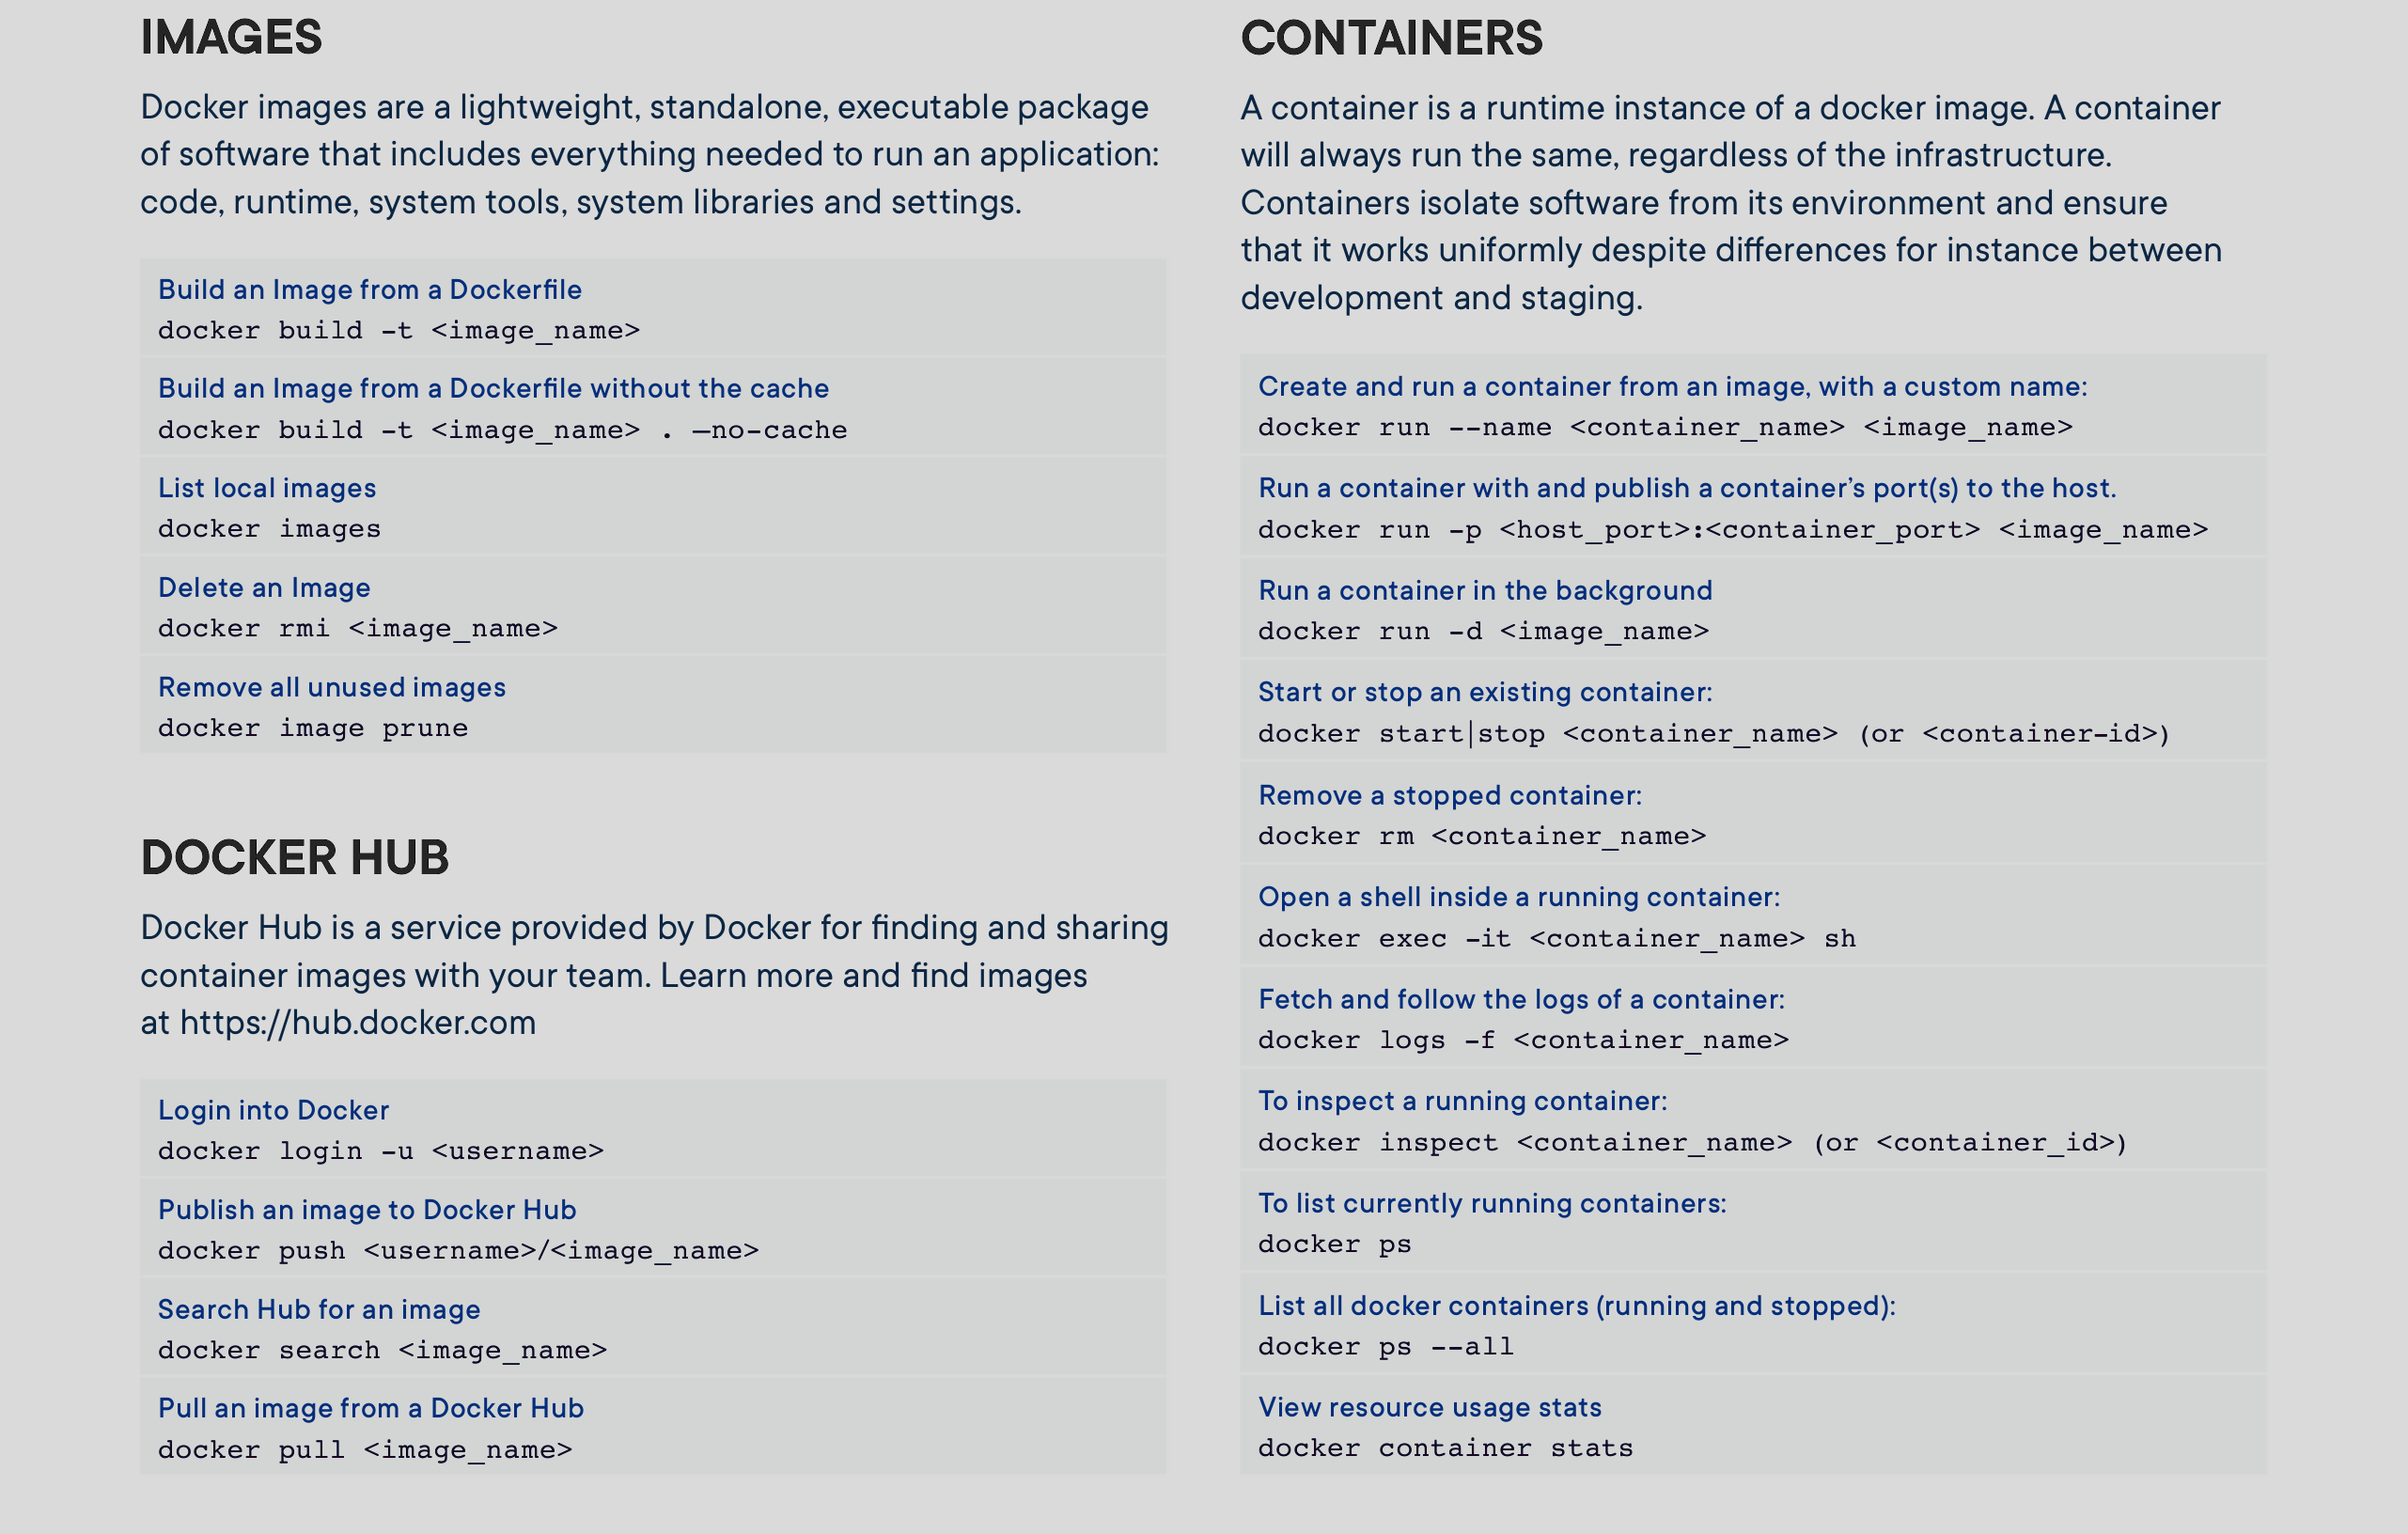 IMAGES
Docker images are a lightweight, standalone, executable package
of software that includes everything needed to run an application:
code, runtime, system tools, system libraries and settings.
Build an Image from a Dockerfile
docker build -t <image_name>
Build an Image from a Dockerfile without the cache
docker build -t <image_name> . —no-cache
List local images
docker images
Delete an Image
docker rmi <image_name>
Remove all unused images
docker image prune
DOCKER HUB
Docker Hub is a service provided by Docker for finding and sharing
container images with your team. Learn more and find images
at https://hub.docker.com
Login into Docker
docker login -u <username>
Publish an image to Docker Hub
docker push <username>/<image_name>
Search Hub for an image
docker search <image_name>
Pull an image from a Docker Hub
docker pull <image_name>
CONTAINERS
A container is a runtime instance of a docker image. A container
will always run the same, regardless of the infrastructure.
Containers isolate software from its environment and ensure
that it works uniformly despite differences for instance between
development and staging.
Create and run a container from an image, with a custom name:
docker run --name <container_name> <image_name>
Run a container with and publish a container’s port(s) to the host.
docker run -p <host_port>:<container_port> <image_name>
Run a container in the background
docker run -d <image_name>
Start or stop an existing container:
docker start|stop <container_name> (or <container-id>)
Remove a stopped container:
docker rm <container_name>
Open a shell inside a running container:
docker exec -it <container_name> sh
Fetch and follow the logs of a container:
docker logs -f <container_name>
To inspect a running container:
docker inspect <container_name> (or <container_id>)
To list currently running containers:
docker ps
List all docker containers (running and stopped):
docker ps --all
View resource usage stats
docker container stats